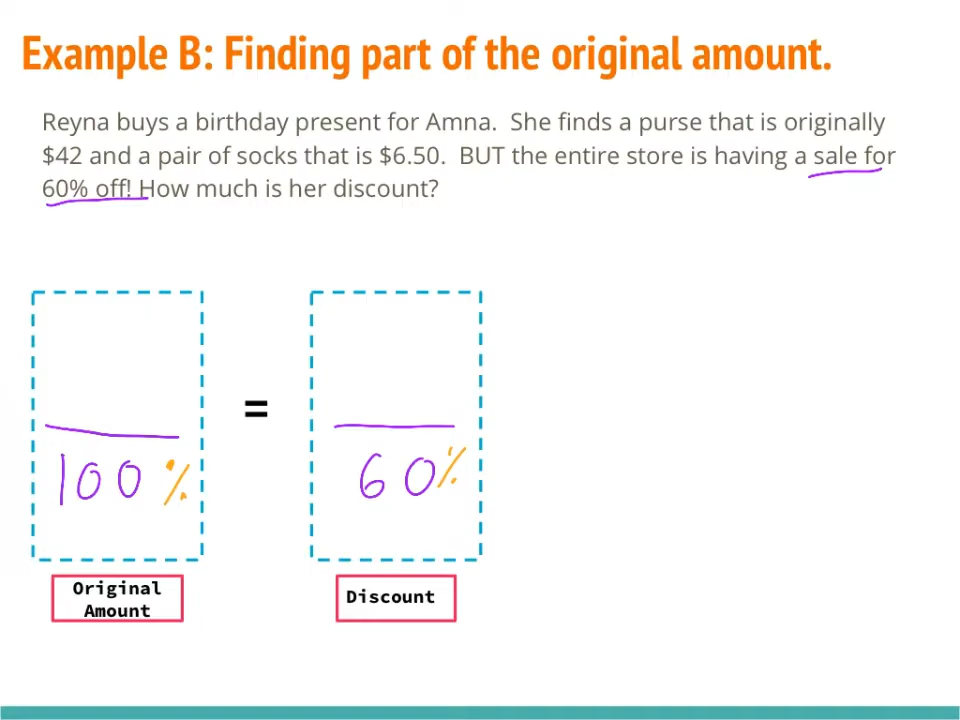 Example B: Finding part of the original amount.
Reyna buys a birthday present for Amna.  She finds a purse that is originally
$42 and a pair of socks that is $6.50.  BUT the entire store is having a sale for
60% off! How much is her discount?
=
100%
60%
Original
Amount
Discount